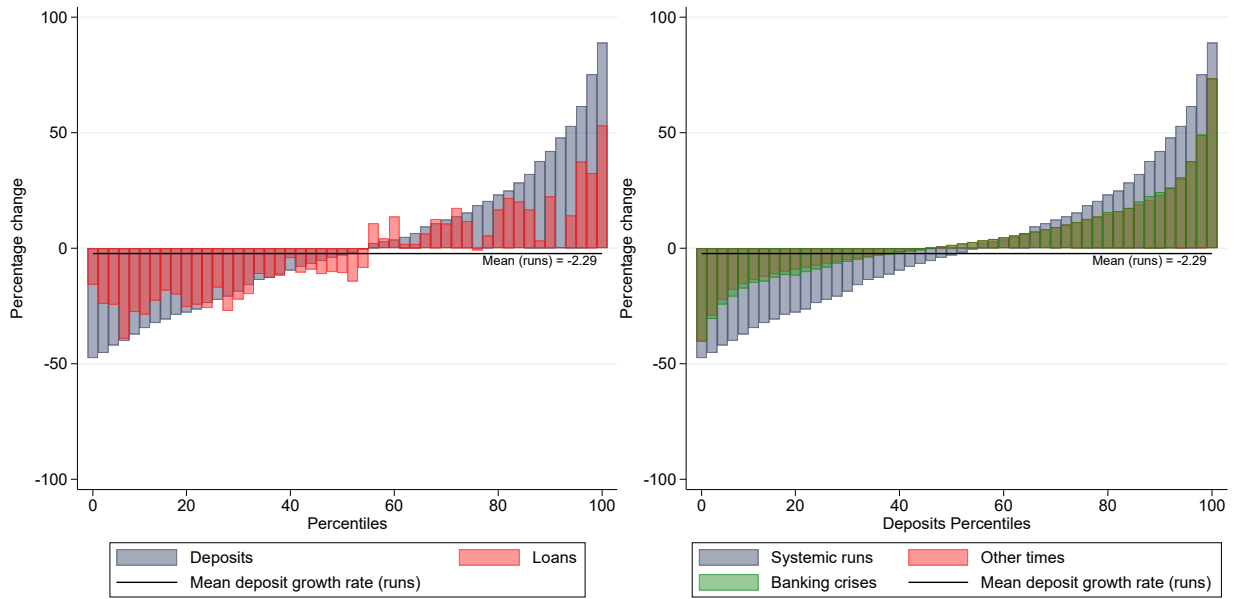 100
50
0
-50
-100
Percentage change
Mean (runs) = -2.29
0 20 40 60 80 100
Percentiles
Deposits Loans
Mean deposit growth rate (runs)
100
50
0
-50
-100
Percentage change
Mean (runs) = -2.29
0 20 40 60 80 100
Deposits Percentiles
Systemic runs Other times
Banking crises Mean deposit growth rate (runs)